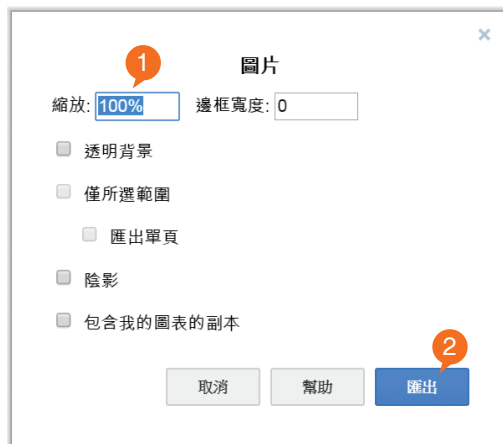 ×
1
圖片
縮放: 100% 邊框寬度: 0
透明背景
僅所選範圍
匯出單頁
陰影
包含我的圖表的副本
2
取消 幫助 匯出